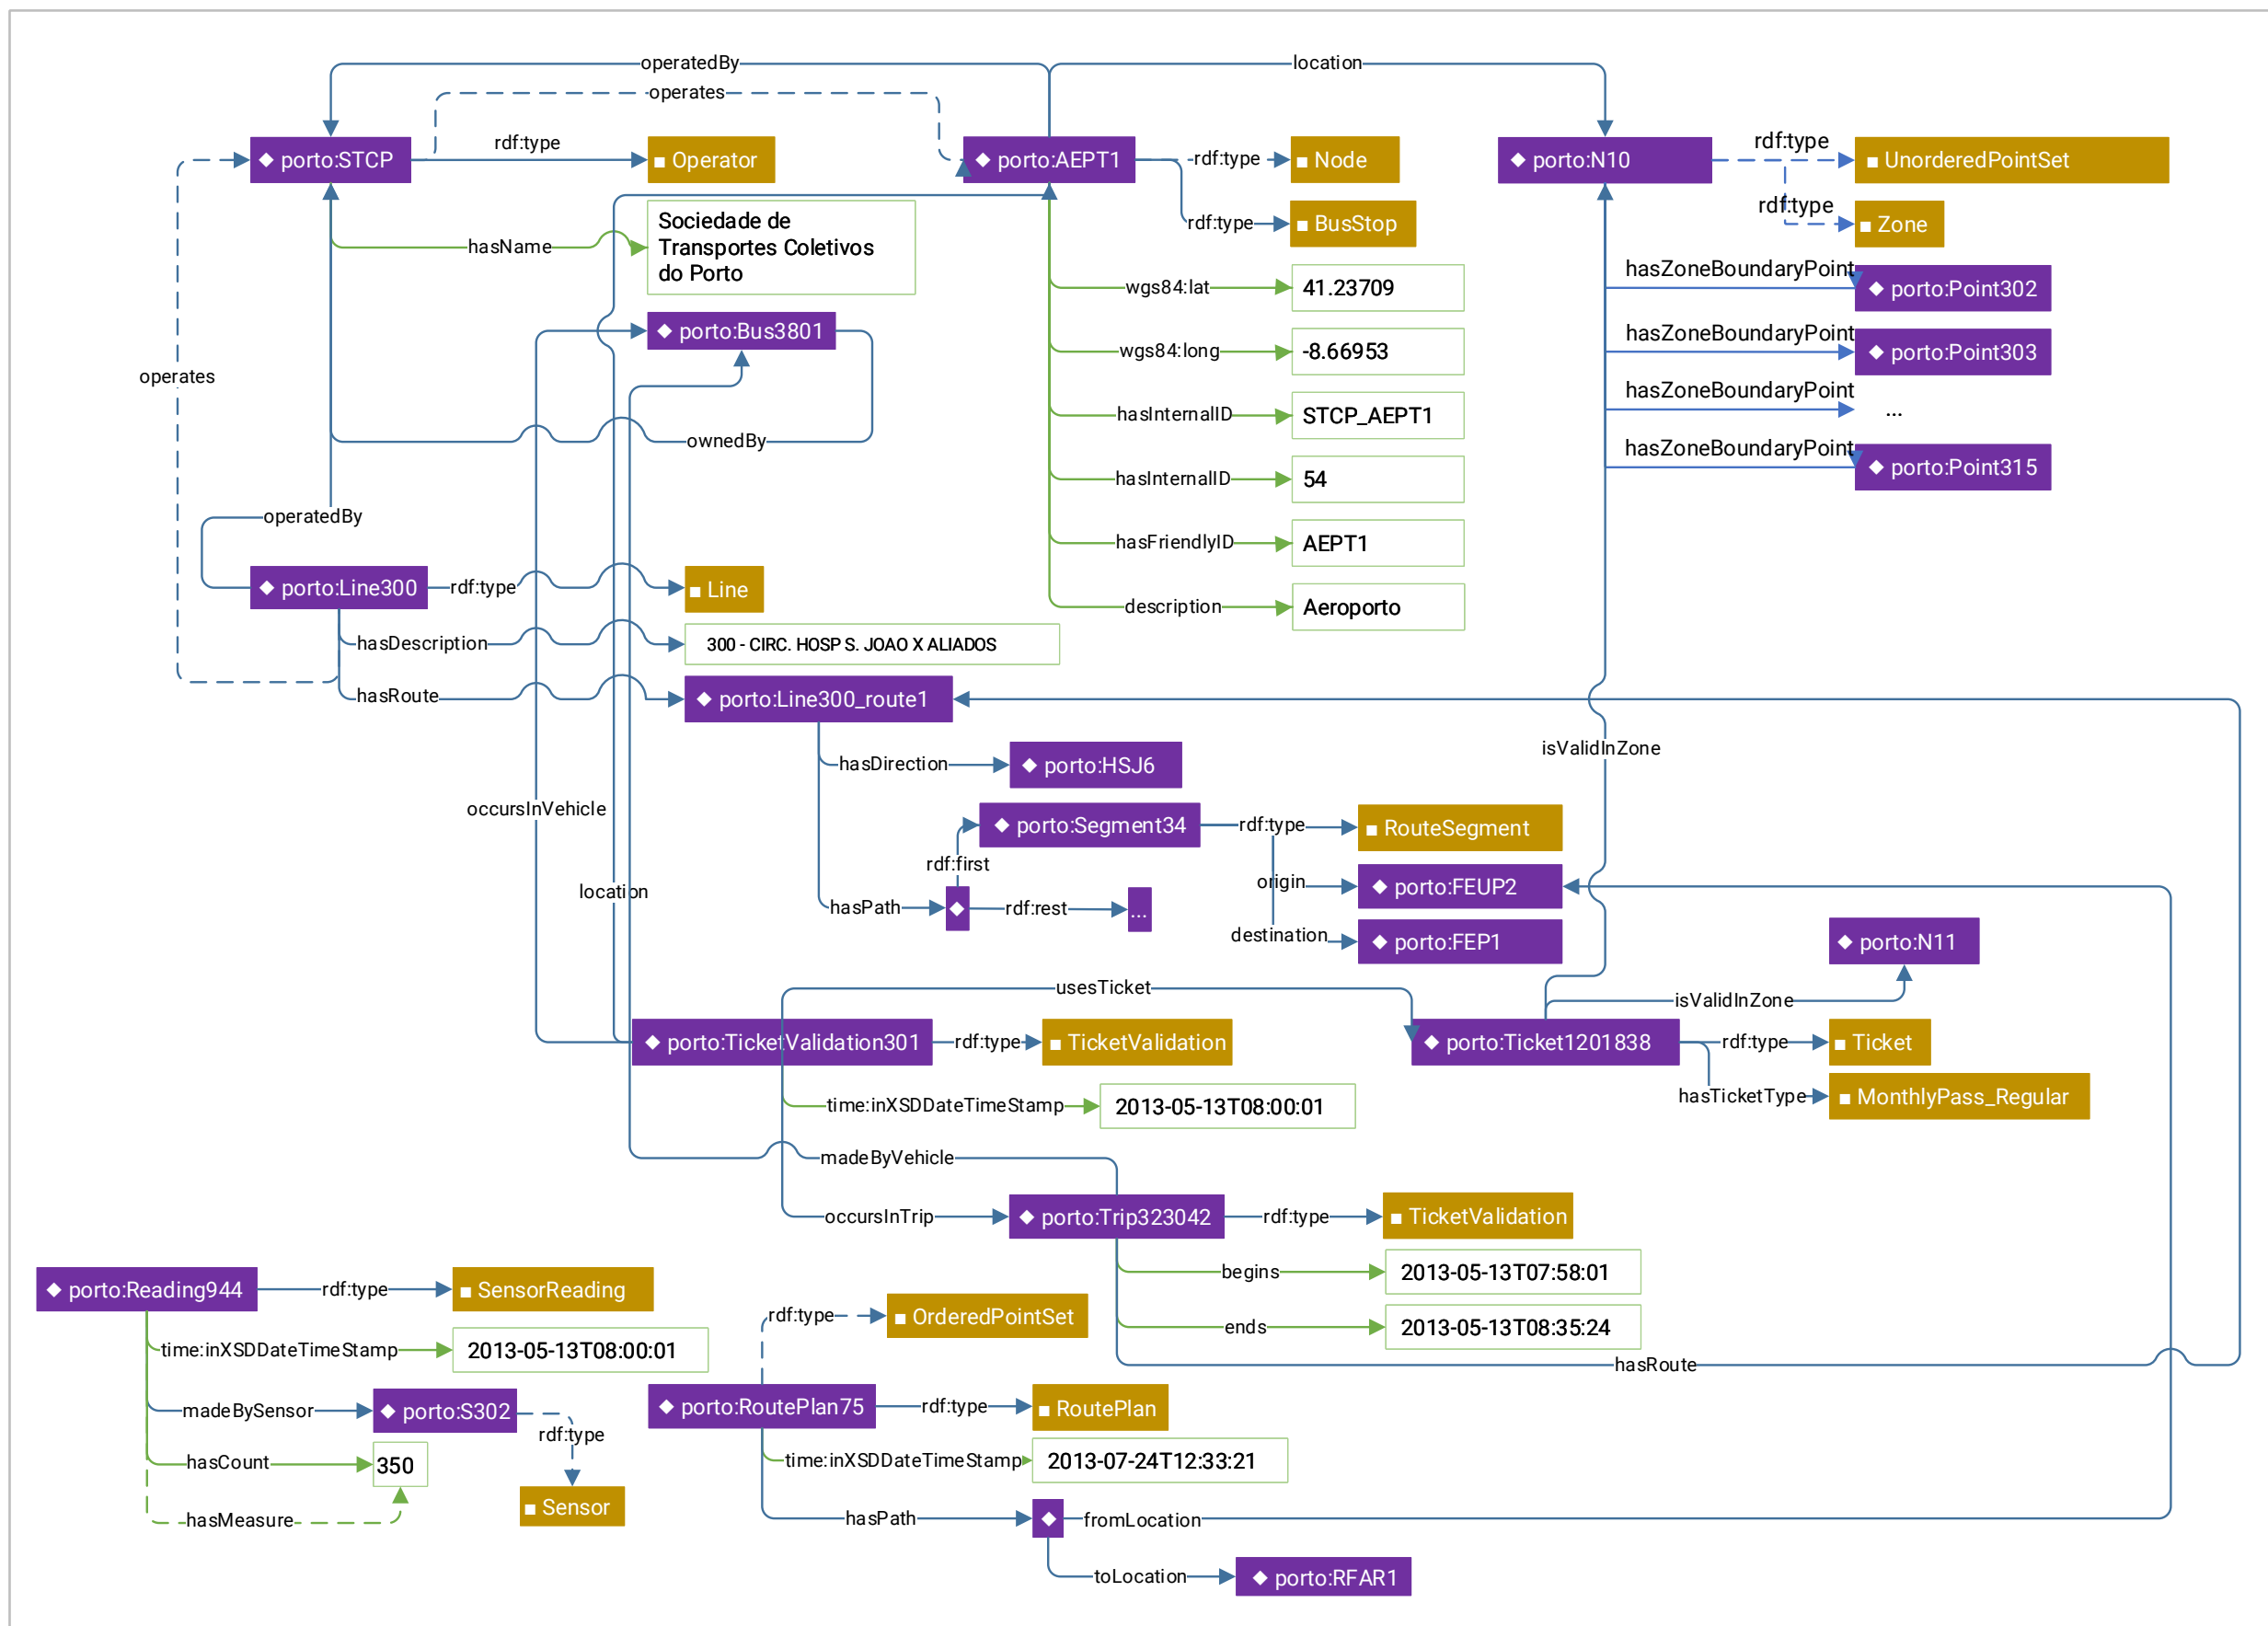 operatedBy
location
operates
porto:STCP
rdf:type
Operator
porto:AEPT1
rdf:type
Node
porto:N10
rdf:type
UnorderedPointSet
rdf:type
BusStop
rdf:type
Zone
hasName
Sociedade de
Transportes Coletivos
do Porto
wgs84:lat
41.23709
hasZoneBoundaryPoint
porto:Point302
porto:Bus3801
wgs84:long
-8.66953
hasZoneBoundaryPoint
porto:Point303
operates
hasInternalID
STCP_AEPT1
hasZoneBoundaryPoint
...
ownedBy
hasInternalID
54
hasZoneBoundaryPoint
porto:Point315
operatedBy
hasFriendlyID
AEPT1
porto:Line300
rdf:type
Line
description
Aeroporto
hasDescription
300 - CIRC. HOSP S. JOAO X ALIADOS
hasRoute
porto:Line300_route1
isValidInZone
hasDirection
porto:HSJ6
occursInVehicle
porto:Segment34
rdf:type
RouteSegment
rdf:first
location
origin
porto:FEUP2
hasPath
rdf:rest
...
destination
porto:FEP1
porto:N11
usesTicket
isValidInZone
porto:TicketValidation301
rdf:type
TicketValidation
porto:Ticket1201838
rdf:type
Ticket
time:inXSDDateTimeStamp
2013-05-13T08:00:01
hasTicketType
MonthlyPass_Regular
madeByVehicle
occursInTrip
porto:Trip323042
rdf:type
TicketValidation
begins
2013-05-13T07:58:01
porto:Reading944
rdf:type
SensorReading
rdf:type
OrderedPointSet
ends
2013-05-13T08:35:24
time:inXSDDateTimeStamp
2013-05-13T08:00:01
hasRoute
madeBySensor
porto:S302
rdf:type
porto:RoutePlan75
rdf:type
RoutePlan
hasCount
350
time:inXSDDateTimeStamp
2013-07-24T12:33:21
hasMeasure
Sensor
hasPath
fromLocation
toLocation
porto:RFAR1